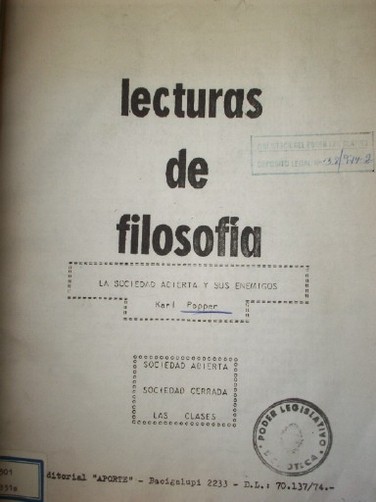 lecturas
de
filosofía
LA SOCIEDAD ABIERTA Y SUS ENEMIGOS
Karl Popper
SOCIEDAD ABIERTA
SOCIEDAD CERRADA
LAS CLASES
PODER LEGISLATIVO
ditorial "APORTE" - Bacigalupi 2233 - D.L.: 70.137/74.-